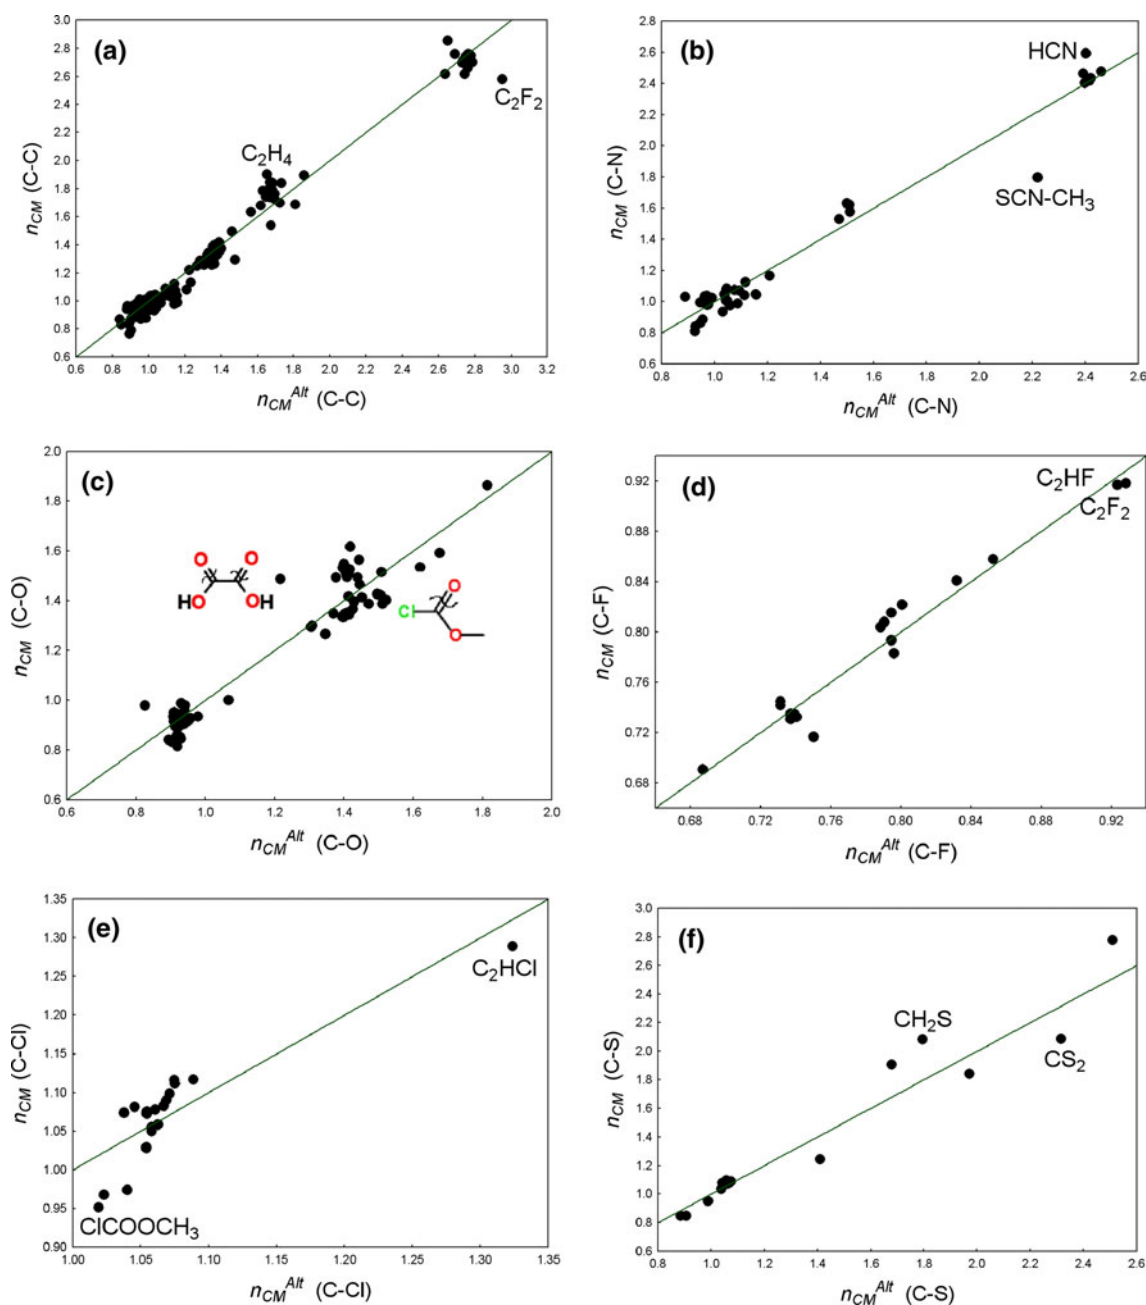 (a)
3.0
2.8
2.6
2.4
2.2
2.0
1.8
1.6
1.4
1.2
1.0
0.8
0.6
n_CM (C-C)
C₂H₄
C₂F₂
0.6 0.8 1.0 1.2 1.4 1.6 1.8 2.0 2.2 2.4 2.6 2.8 3.0 3.2
n_CM^Alt (C-C)
(b)
2.8
2.6
2.4
2.2
2.0
1.8
1.6
1.4
1.2
1.0
0.8
0.6
n_CM (C-N)
HCN
SCN-CH₃
0.8 1.0 1.2 1.4 1.6 1.8 2.0 2.2 2.4 2.6
n_CM^Alt (C-N)
(c)
2.0
1.8
1.6
1.4
1.2
1.0
0.8
0.6
n_CM (C-O)
O O
HO OH
O
Cl
O
0.6 0.8 1.0 1.2 1.4 1.6 1.8 2.0
n_CM^Alt (C-O)
(d)
0.92
0.88
0.84
0.80
0.76
0.72
0.68
n_CM (C-F)
C₂HF
C₂F₂
0.68 0.72 0.76 0.80 0.84 0.88 0.92
n_CM^Alt (C-F)
(e)
1.35
1.30
1.25
1.20
1.15
1.10
1.05
1.00
0.95
0.90
n_CM (C-Cl)
C₂HCl
ClCOOCH₃
1.00 1.05 1.10 1.15 1.20 1.25 1.30 1.35
n_CM^Alt (C-Cl)
(f)
3.0
2.8
2.6
2.4
2.2
2.0
1.8
1.6
1.4
1.2
1.0
0.8
0.6
n_CM (C-S)
CH₂S
CS₂
0.8 1.0 1.2 1.4 1.6 1.8 2.0 2.2 2.4 2.6
n_CM^Alt (C-S)